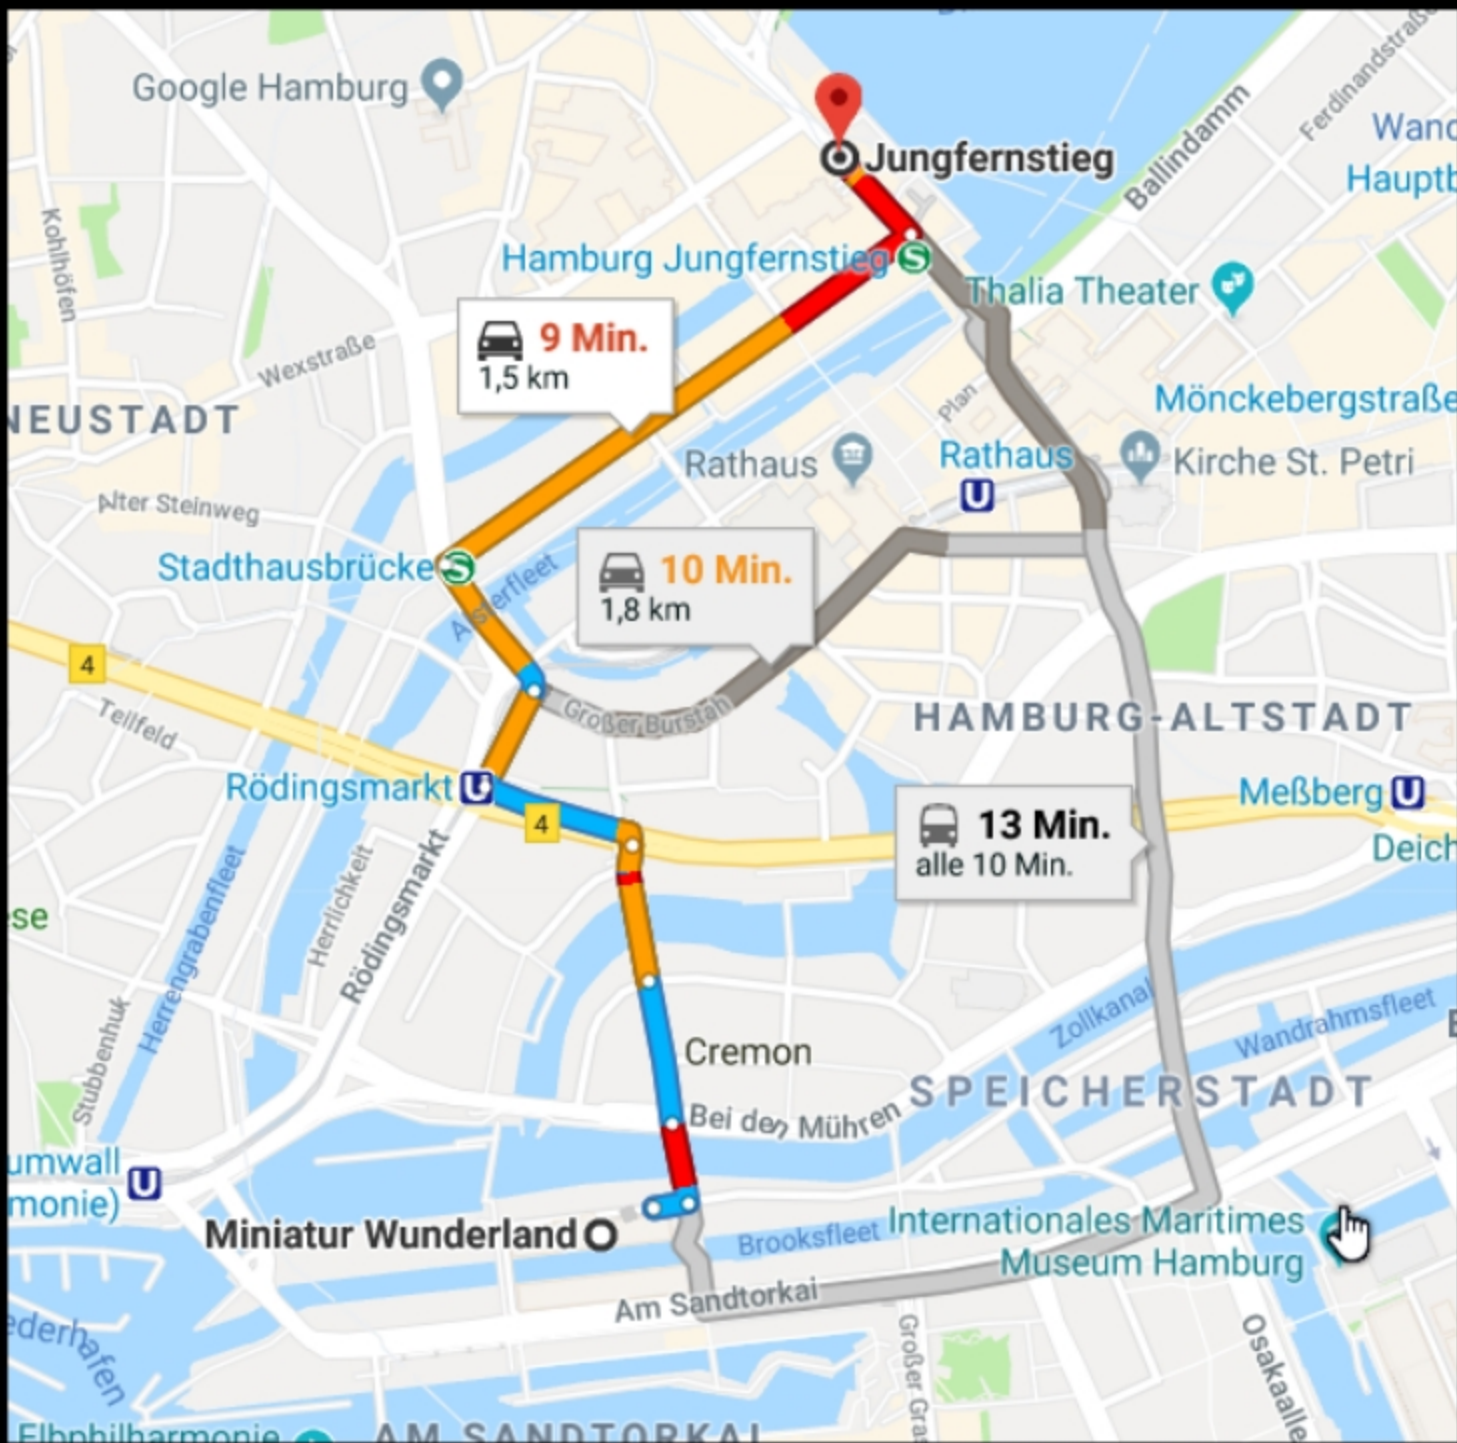 Google Hamburg
Jungfernstieg
Ballindamm
Ferdinandstraße
Wand
Hauptb
Kohlhöfen
Hamburg Jungfernstieg
S
Thalia Theater
9 Min.
1,5 km
Wexstraße
NEUSTADT
Plan
Mönckebergstraße
Rathaus
Rathaus
U
Kirche St. Petri
Alter Steinweg
Stadthausbrücke
S
Alsterfleet
10 Min.
1,8 km
4
Teilfeld
Großer Burstah
HAMBURG-ALTSTADT
Rödingsmarkt
U
4
Meßberg
U
13 Min.
alle 10 Min.
Deich
se
Herrengrabenfleet
Herrlichkeit
Rödingsmarkt
Stubbenhuk
Zollkanal
Wandrahmsfleet
Cremon
SPEICHERSTADT
Bei den Mühren
umwall
monie)
U
Miniatur Wunderland
Brooksfleet
Internationales Maritimes
Museum Hamburg
Am Sandtorkai
ederhafen
Großer Gras
Osakaallee
Elbphilharmonie
AM SANDTORKAI